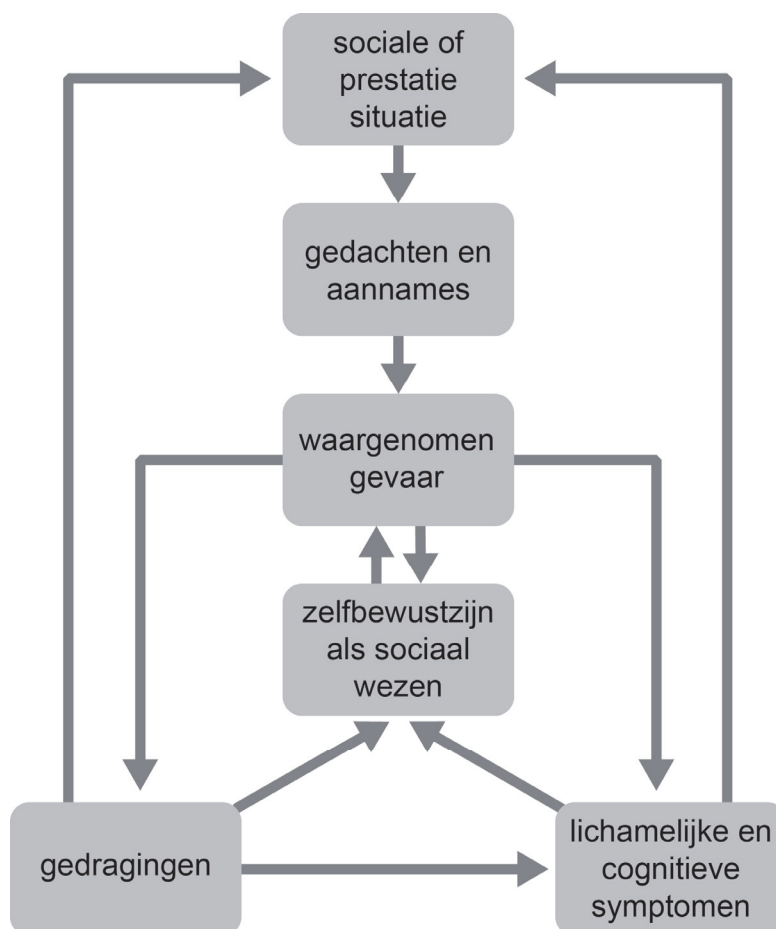 sociale of
prestatie
situatie
gedachten en
aannames
waargenomen
gevaar
zelfbewustzijn
als sociaal
wezen
gedragingen
lichamelijke en
cognitieve
symptomen